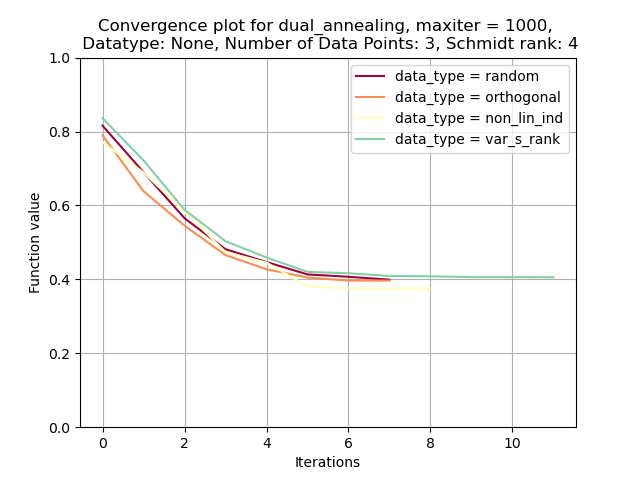 Convergence plot for dual_annealing, maxiter = 1000,
Datatype: None, Number of Data Points: 3, Schmidt rank: 4
1.0
0.8
0.6
0.4
0.2
0.0
Function value
data_type = random
data_type = orthogonal
data_type = non_lin_ind
data_type = var_s_rank
0 2 4 6 8 10
Iterations